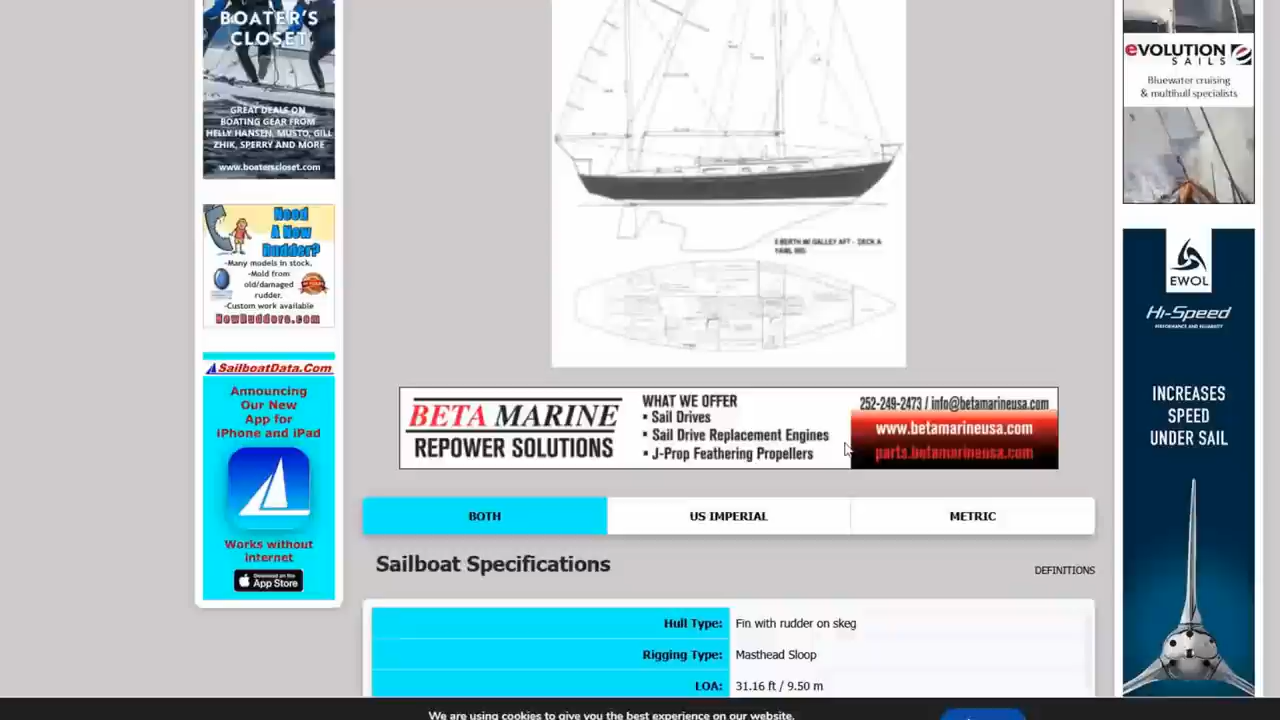 BOATER'S
CLOSET
GREAT DEALS ON
BOATING GEAR FROM
HELLY HANSEN, MUSTO, GILL
ZHIK, SPERRY AND MORE
www.boaterscloset.com
Need
A New
Rudder?
-Many models in stock.
-Mold from
old/damaged
rudder.
-Custom work available
NewRudders.com
SailboatData.Com
Announcing
Our New
App for
iPhone and iPad
Works without
internet
Download on the
App Store
BETA MARINE
REPOWER SOLUTIONS
WHAT WE OFFER
• Sail Drives
• Sail Drive Replacement Engines
• J-Prop Feathering Propellers
252-249-2473 / info@betamarineusa.com
www.betamarineusa.com
parts.betamarineusa.com
BOTH
US IMPERIAL
METRIC
Sailboat Specifications
DEFINITIONS
Hull Type: Fin with rudder on skeg
Rigging Type: Masthead Sloop
LOA: 31.16 ft / 9.50 m
We are using cookies to give you the best experience on our website.
eVOLUTION
SAILS
Bluewater cruising
& multihull specialists
EWOL
Hi-Speed
PERFORMANCE AND RELIABILITY
INCREASES
SPEED
UNDER SAIL